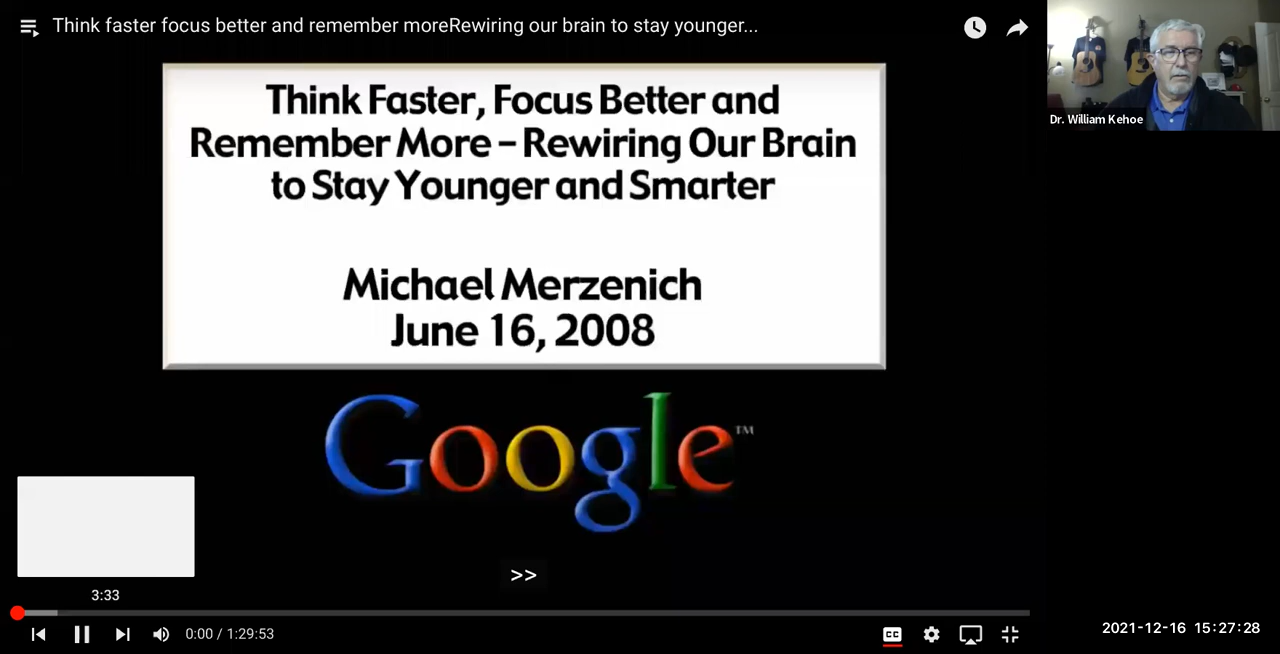 Think faster focus better and remember moreRewiring our brain to stay younger...
Think Faster, Focus Better and
Remember More – Rewiring Our Brain
to Stay Younger and Smarter
Michael Merzenich
June 16, 2008
Google™
>>
3:33
0:00 / 1:29:53
CC
Dr. William Kehoe
2021-12-16 15:27:28